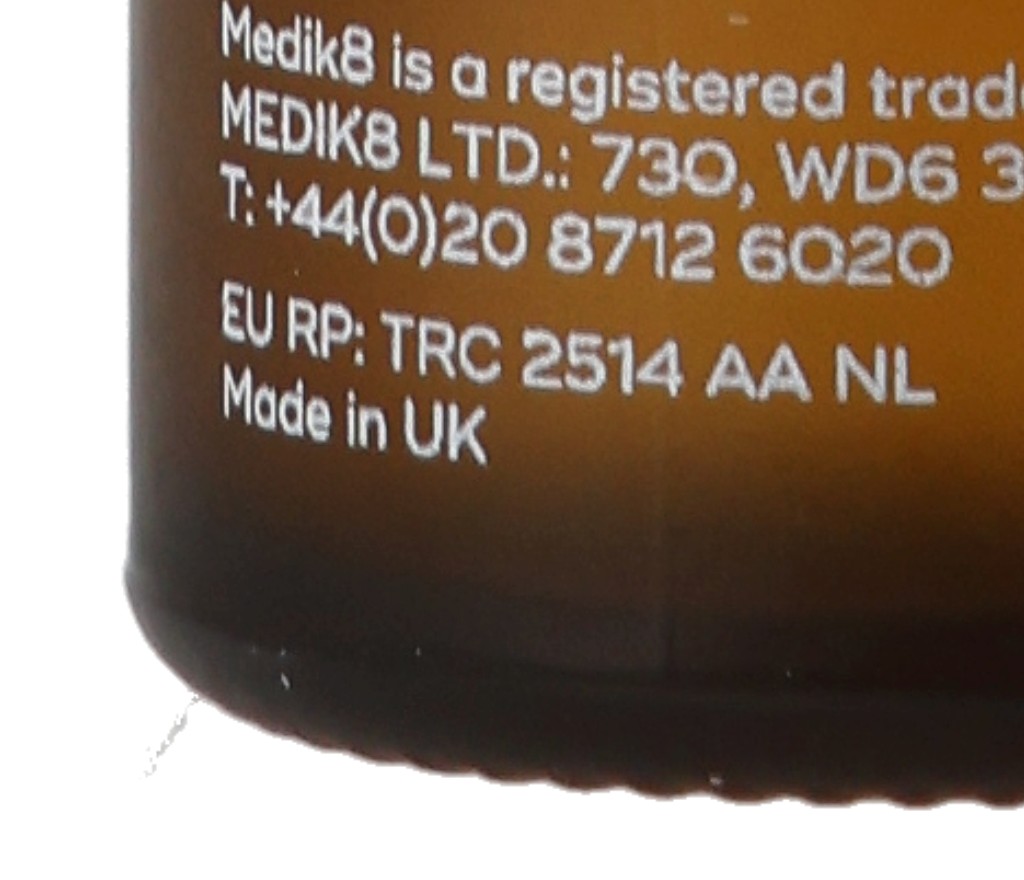 Medik8 is a registered trad
MEDIK8 LTD.: 730, WD6 3
T: +44(0)20 8712 6020
EU RP: TRC 2514 AA NL
Made in UK